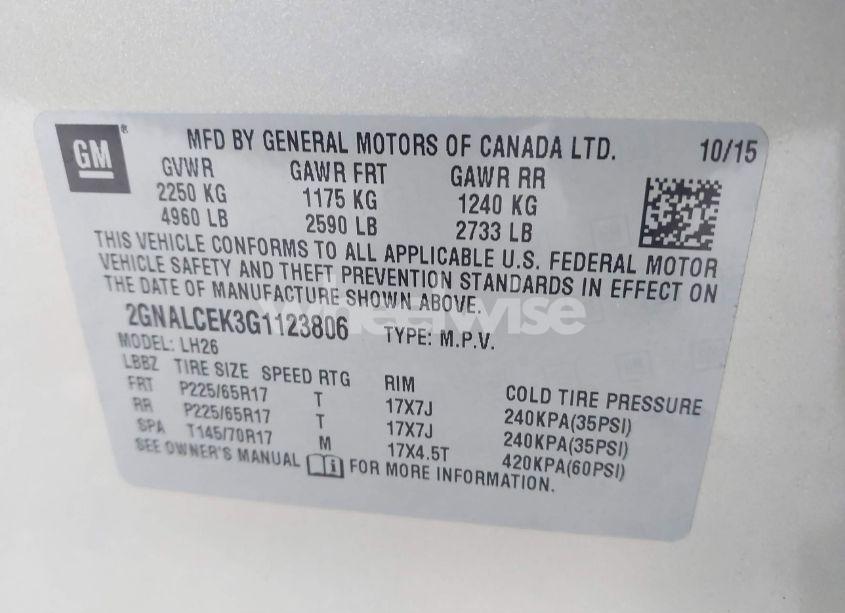 GM®
MFD BY GENERAL MOTORS OF CANADA LTD. 10/15
GVWR GAWR FRT GAWR RR
2250 KG 1175 KG 1240 KG
4960 LB 2590 LB 2733 LB
THIS VEHICLE CONFORMS TO ALL APPLICABLE U.S. FEDERAL MOTOR
VEHICLE SAFETY AND THEFT PREVENTION STANDARDS IN EFFECT ON
THE DATE OF MANUFACTURE SHOWN ABOVE.
wheelwise
2GNALCEK3G1123806 TYPE: M.P.V.
MODEL: LH26
LBBZ TIRE SIZE SPEED RTG RIM COLD TIRE PRESSURE
FRT P225/65R17 T 17X7J 240KPA(35PSI)
RR P225/65R17 T 17X7J 240KPA(35PSI)
SPA T145/70R17 M 17X4.5T 420KPA(60PSI)
SEE OWNER'S MANUAL i FOR MORE INFORMATION.